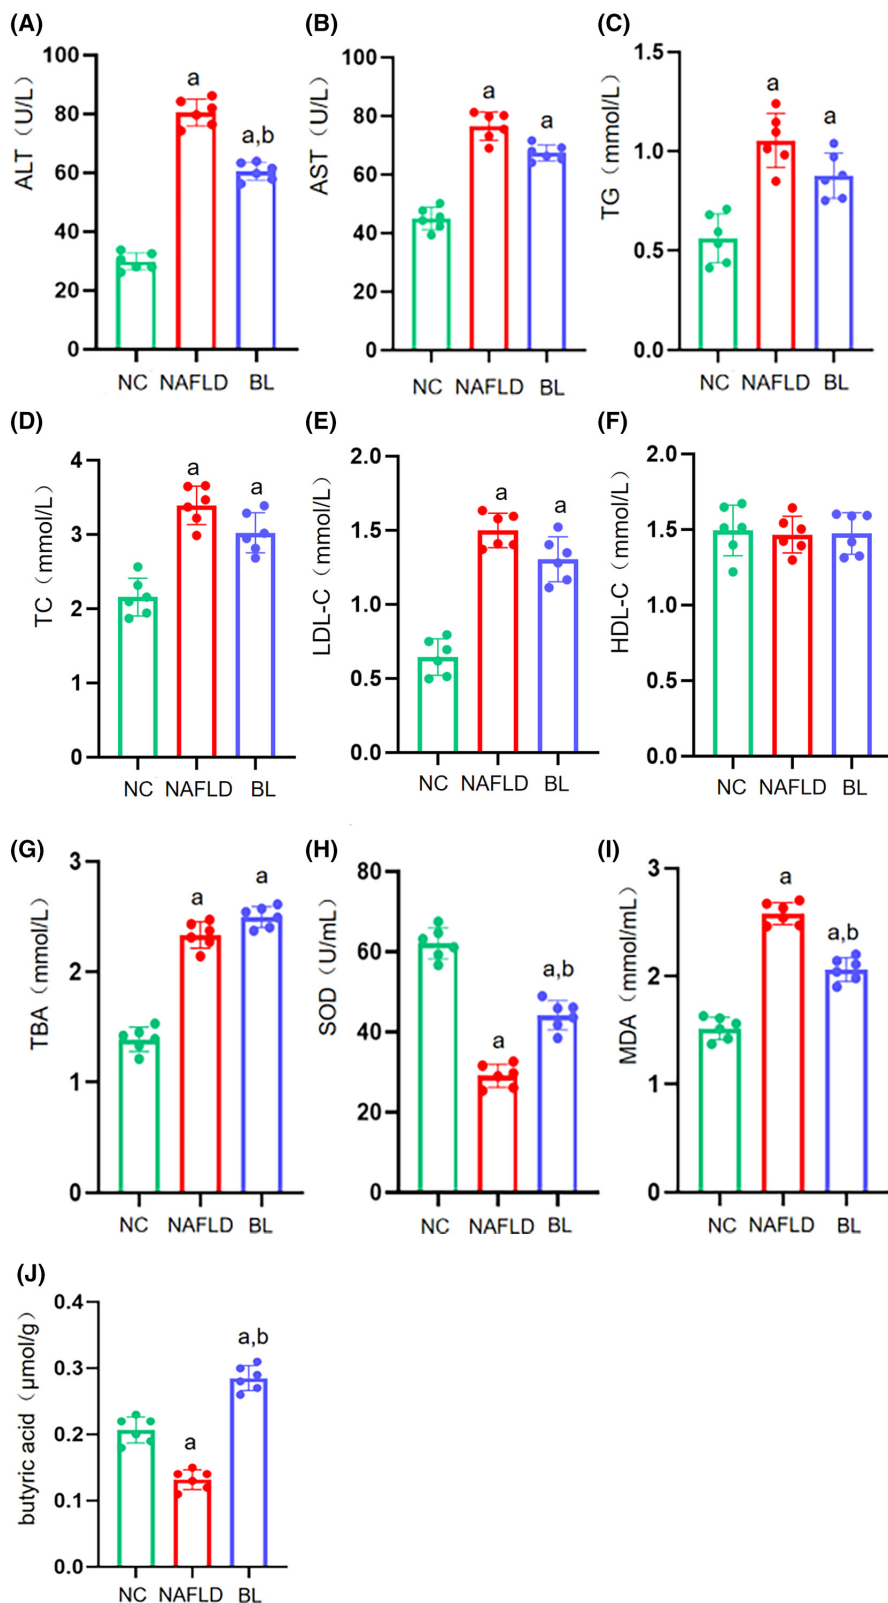 (A)
ALT（U/L）
100
80
60
40
20
0
a
a,b
NC NAFLD BL
(B)
AST（U/L）
100
80
60
40
20
0
a
a
NC NAFLD BL
(C)
TG（mmol/L）
1.5
1.0
0.5
0.0
a
a
NC NAFLD BL
(D)
TC（mmol/L）
4
3
2
1
0
a
a
NC NAFLD BL
(E)
LDL-C（mmol/L）
2.0
1.5
1.0
0.5
0.0
a
a
NC NAFLD BL
(F)
HDL-C（mmol/L）
2.0
1.5
1.0
0.5
0.0
NC NAFLD BL
(G)
TBA（mmol/L）
3
2
1
0
a
a
NC NAFLD BL
(H)
SOD（U/mL）
80
60
40
20
0
a
a,b
NC NAFLD BL
(I)
MDA（mmol/mL）
3
2
1
0
a
a,b
NC NAFLD BL
(J)
butyric acid（μmol/g）
0.4
0.3
0.2
0.1
0.0
a
a,b
NC NAFLD BL